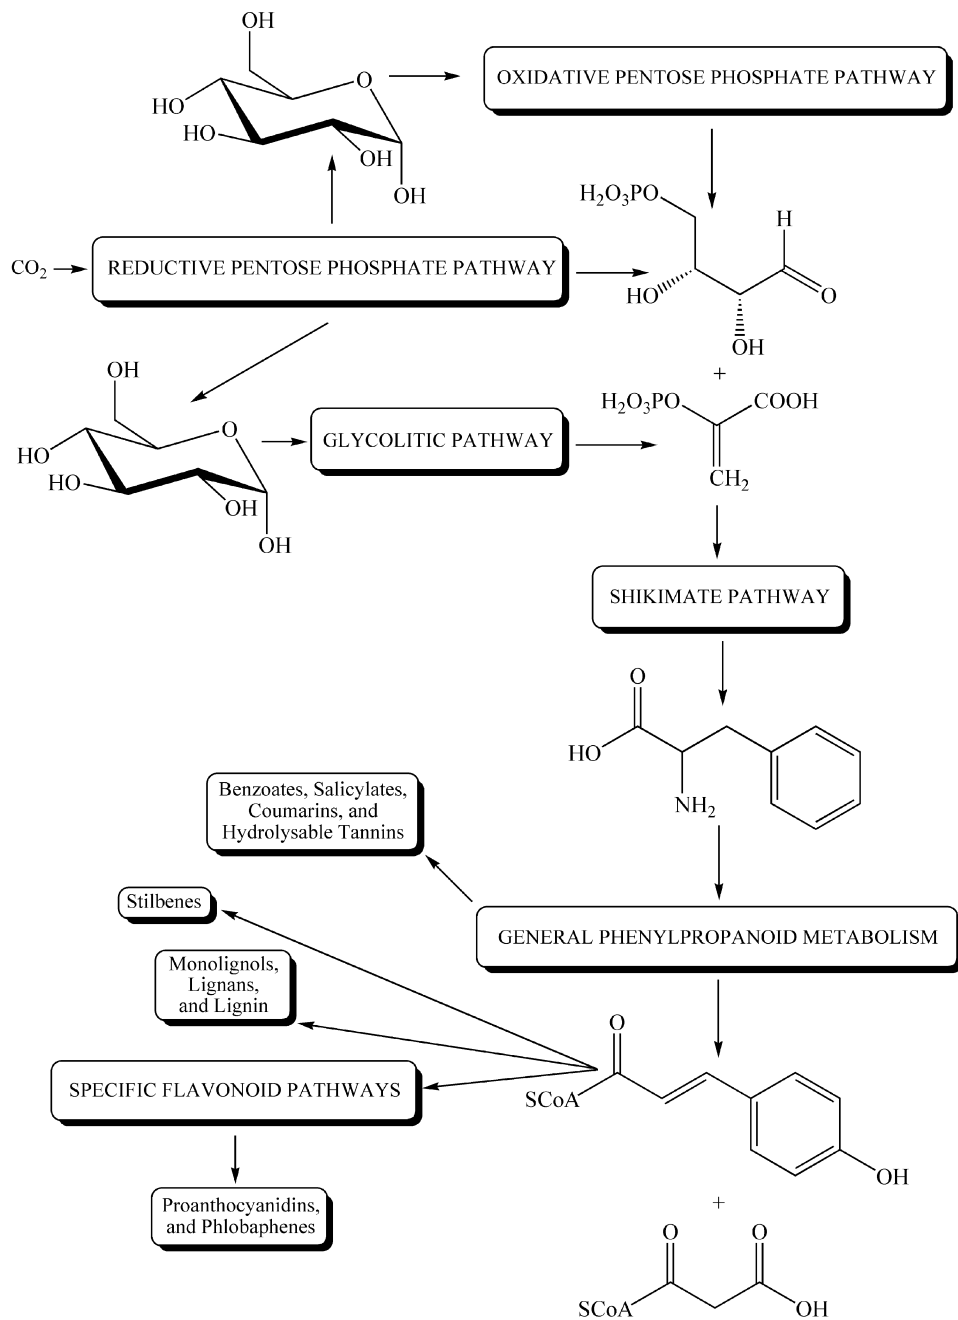 OH
O
HO
HO
OH
OH
OXIDATIVE PENTOSE PHOSPHATE PATHWAY
H₂O₃PO
H
HO
O
OH
CO₂
REDUCTIVE PENTOSE PHOSPHATE PATHWAY
+
OH
O
HO
HO
OH
OH
GLYCOLITIC PATHWAY
H₂O₃PO
COOH
CH₂
SHIKIMATE PATHWAY
O
HO
NH₂
Benzoates, Salicylates,
Coumarins, and
Hydrolysable Tannins
Stilbenes
GENERAL PHENYLPROPANOID METABOLISM
Monolignols,
Lignans,
and Lignin
O
SCoA
OH
SPECIFIC FLAVONOID PATHWAYS
Proanthocyanidins,
and Phlobaphenes
+
O
O
SCoA
OH